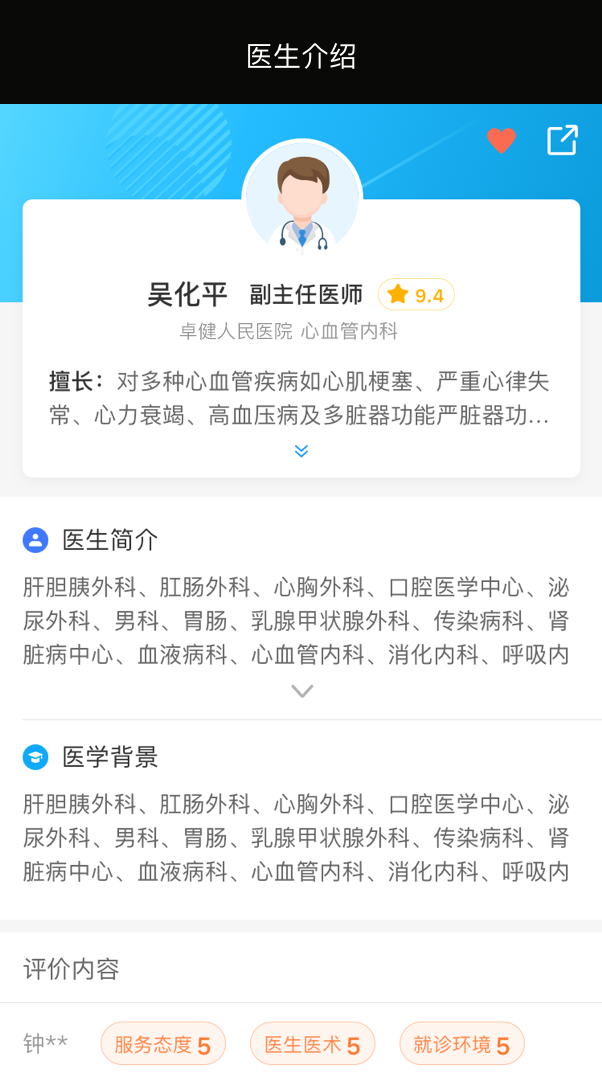 医生介绍
吴化平 副主任医师 9.4
卓健人民医院 心血管内科
擅长：对多种心血管疾病如心肌梗塞、严重心律失
常、心力衰竭、高血压病及多脏器功能严脏器功...
医生简介
肝胆胰外科、肛肠外科、心胸外科、口腔医学中心、泌
尿外科、男科、胃肠、乳腺甲状腺外科、传染病科、肾
脏病中心、血液病科、心血管内科、消化内科、呼吸内
医学背景
肝胆胰外科、肛肠外科、心胸外科、口腔医学中心、泌
尿外科、男科、胃肠、乳腺甲状腺外科、传染病科、肾
脏病中心、血液病科、心血管内科、消化内科、呼吸内
评价内容
钟** 服务态度 5 医生医术 5 就诊环境 5